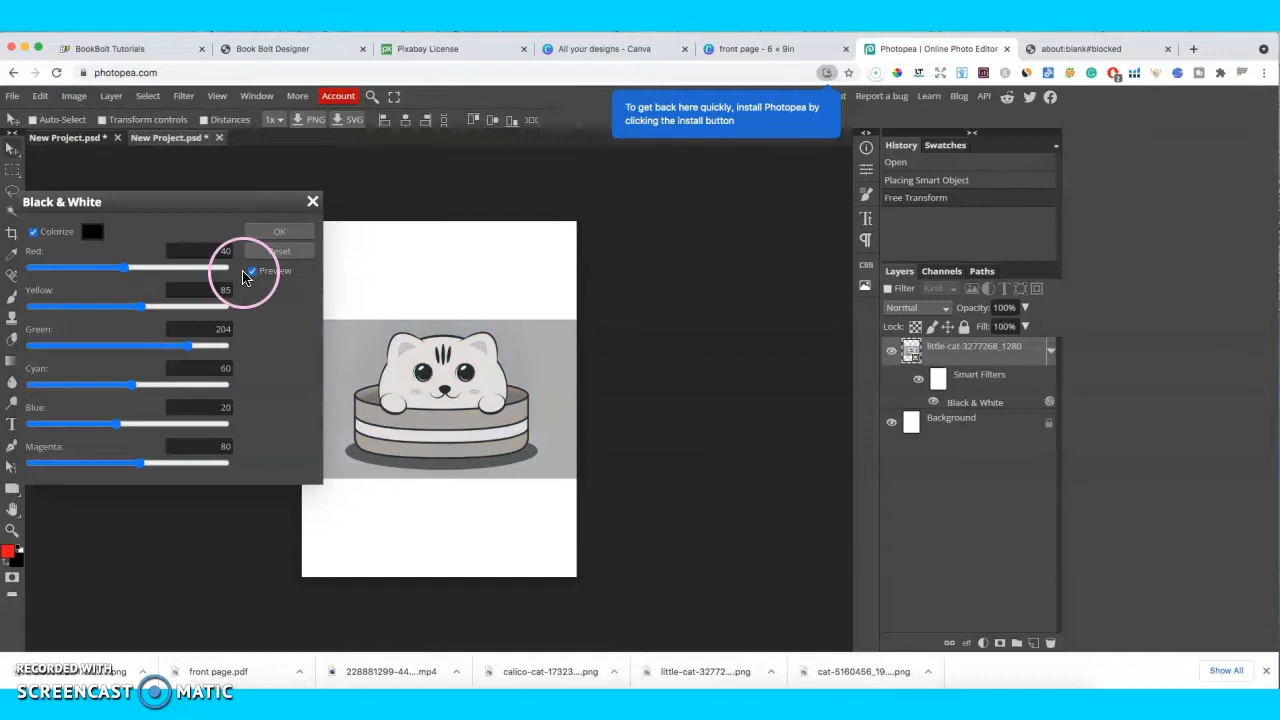 BookBolt Tutorials
Book Bolt Designer
Pixabay License
All your designs - Canva
front page - 6 × 9in
Photopea | Online Photo Editor
about:blank#blocked
photopea.com
File Edit Image Layer Select Filter View Window More Account
Report a bug Learn Blog API
To get back here quickly, install Photopea by
clicking the install button
Auto-Select Transform controls Distances 1x PNG SVG
New Project.psd *
New Project.psd *
History Swatches
Open
Placing Smart Object
Free Transform
Black & White
Colorize
OK
Red: 40
Reset
Preview
Yellow: 85
Green: 204
Cyan: 60
Blue: 20
Magenta: 80
CSS
Layers Channels Paths
Filter Kind
Normal Opacity: 100%
Lock: Fill: 100%
little-cat-3277268_1280
Smart Filters
Black & White
Background
eff
front page.pdf
228881299-44....mp4
calico-cat-17323....png
little-cat-32772....png
cat-5160456_19....png
Show All
RECORDED WITH
SCREENCAST MATIC